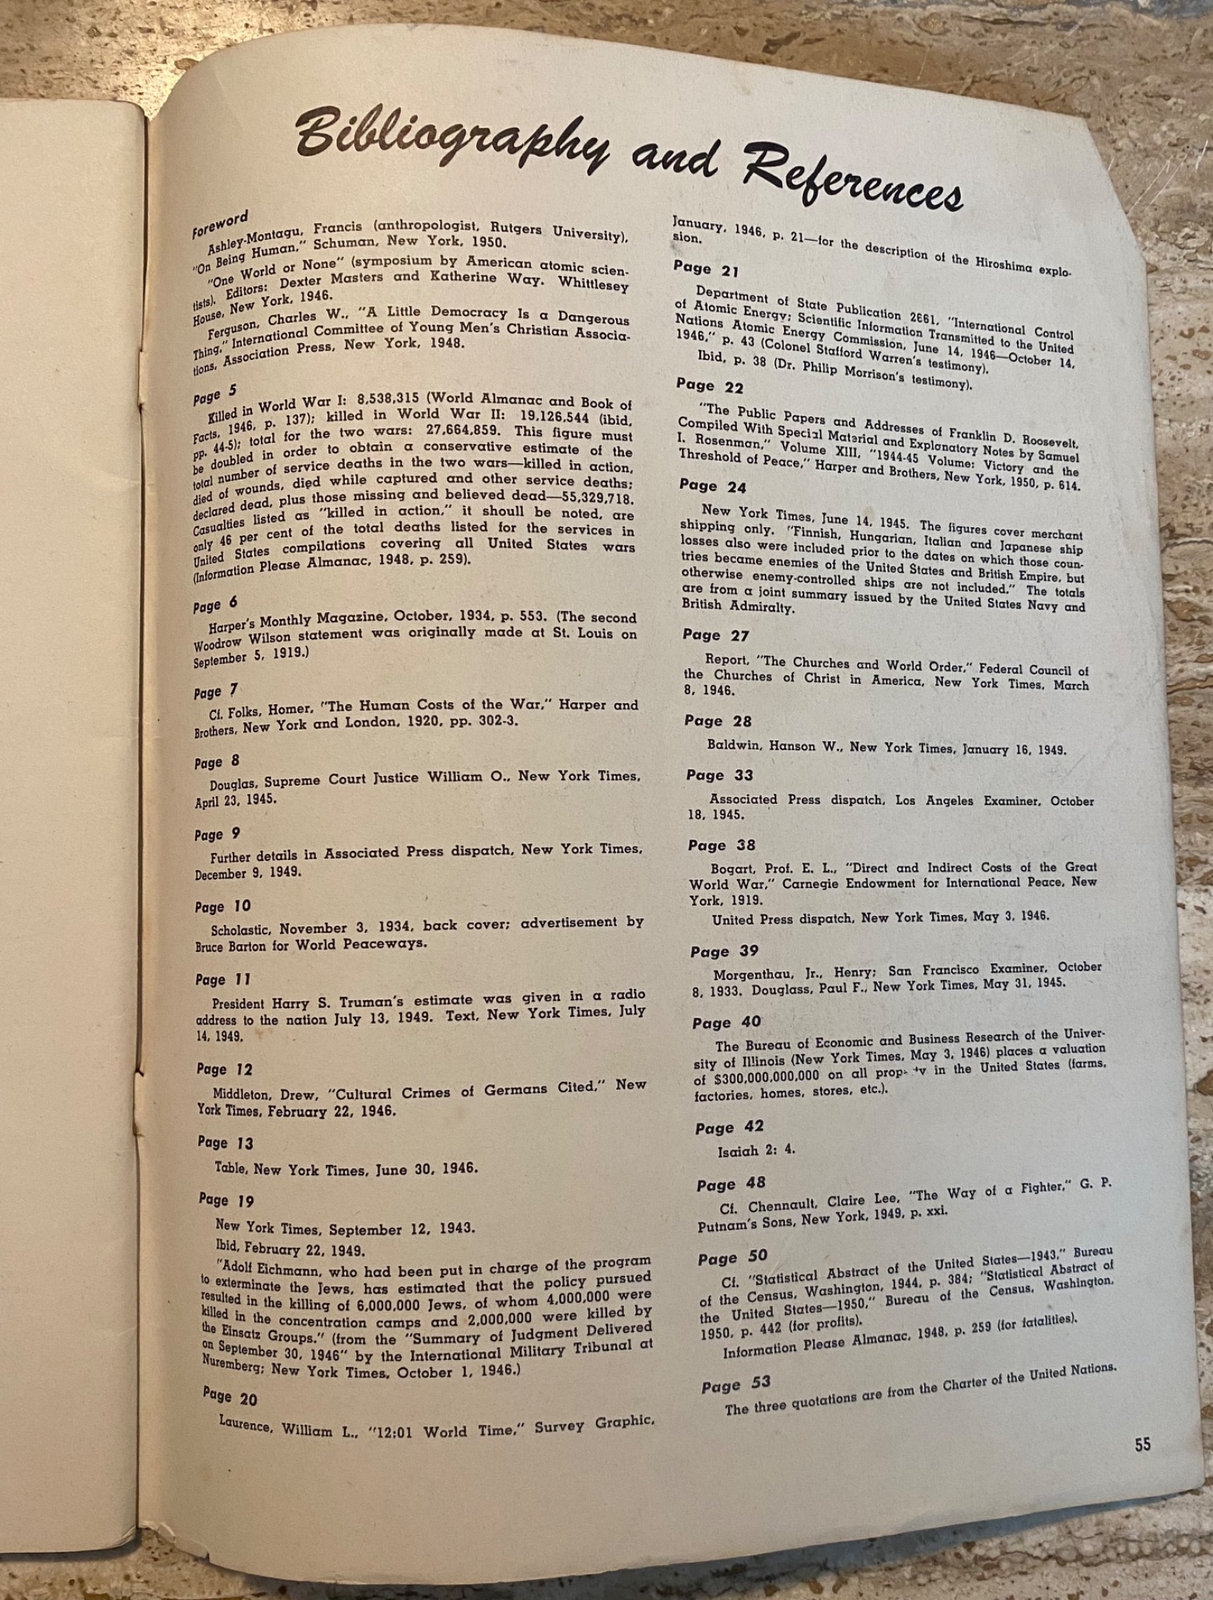 Bibliography and References
Foreword
Ashley-Montagu, Francis (anthropologist, Rutgers University),
"On Being Human," Schuman, New York, 1950.
"One World or None" (symposium by American atomic scien-
tists). Editors: Dexter Masters and Katherine Way. Whittlesey
House, New York, 1946.
Ferguson, Charles W., "A Little Democracy Is a Dangerous
Thing," International Committee of Young Men's Christian Associa-
tions, Association Press, New York, 1948.
Page 5
Killed in World War I: 8,538,315 (World Almanac and Book of
Facts, 1946, p. 137); killed in World War II: 19,126,544 (ibid,
pp. 44-5); total for the two wars: 27,664,859. This figure must
be doubled in order to obtain a conservative estimate of the
total number of service deaths in the two wars—killed in action,
died of wounds, died while captured and other service deaths;
declared dead, plus those missing and believed dead—55,329,718.
Casualties listed as "killed in action," it should be noted, are
only 46 per cent of the total deaths listed for the services in
United States compilations covering all United States wars
(Information Please Almanac, 1948, p. 259).
Page 6
Harper's Monthly Magazine, October, 1934, p. 553. (The second
Woodrow Wilson statement was originally made at St. Louis on
September 5, 1919.)
Page 7
Cf. Folks, Homer, "The Human Costs of the War," Harper and
Brothers, New York and London, 1920, pp. 302-3.
Page 8
Douglas, Supreme Court Justice William O., New York Times,
April 23, 1945.
Page 9
Further details in Associated Press dispatch, New York Times,
December 9, 1949.
Page 10
Scholastic, November 3, 1934, back cover; advertisement by
Bruce Barton for World Peaceways.
Page 11
President Harry S. Truman's estimate was given in a radio
address to the nation July 13, 1949. Text, New York Times, July
14, 1949.
Page 12
Middleton, Drew, "Cultural Crimes of Germans Cited," New
York Times, February 22, 1946.
Page 13
Table, New York Times, June 30, 1946.
Page 19
New York Times, September 12, 1943.
Ibid, February 22, 1949.
"Adolf Eichmann, who had been put in charge of the program
to exterminate the Jews, has estimated that the policy pursued
resulted in the killing of 6,000,000 Jews, of whom 4,000,000 were
killed in the concentration camps and 2,000,000 were killed by
the Einsatz Groups." (from the "Summary of Judgment Delivered
on September 30, 1946" by the International Military Tribunal at
Nuremberg; New York Times, October 1, 1946.)
Page 20
Laurence, William L., "12:01 World Time," Survey Graphic,
January, 1946, p. 21—for the description of the Hiroshima explo-
sion.
Page 21
Department of State Publication 2661, "International Control
of Atomic Energy; Scientific Information Transmitted to the United
Nations Atomic Energy Commission, June 14, 1946—October 14,
1946," p. 43 (Colonel Stafford Warren's testimony).
Ibid, p. 38 (Dr. Philip Morrison's testimony).
Page 22
"The Public Papers and Addresses of Franklin D. Roosevelt,
Compiled With Special Material and Explanatory Notes by Samuel
I. Rosenman," Volume XIII, "1944-45 Volume: Victory and the
Threshold of Peace," Harper and Brothers, New York, 1950, p. 614.
Page 24
New York Times, June 14, 1945. The figures cover merchant
shipping only. "Finnish, Hungarian, Italian and Japanese ship
losses also were included prior to the dates on which those coun-
tries became enemies of the United States and British Empire, but
otherwise enemy-controlled ships are not included." The totals
are from a joint summary issued by the United States Navy and
British Admiralty.
Page 27
Report, "The Churches and World Order," Federal Council of
the Churches of Christ in America, New York Times, March
8, 1946.
Page 28
Baldwin, Hanson W., New York Times, January 16, 1949.
Page 33
Associated Press dispatch, Los Angeles Examiner, October
18, 1945.
Page 38
Bogart, Prof. E. L., "Direct and Indirect Costs of the Great
World War," Carnegie Endowment for International Peace, New
York, 1919.
United Press dispatch, New York Times, May 3, 1946.
Page 39
Morgenthau, Jr., Henry; San Francisco Examiner, October
8, 1933. Douglass, Paul F., New York Times, May 31, 1945.
Page 40
The Bureau of Economic and Business Research of the Univer-
sity of Illinois (New York Times, May 3, 1946) places a valuation
of $300,000,000,000 on all property in the United States (farms,
factories, homes, stores, etc.).
Page 42
Isaiah 2: 4.
Page 48
Cf. Chennault, Claire Lee, "The Way of a Fighter," G. P.
Putnam's Sons, New York, 1949, p. xxi.
Page 50
Cf. "Statistical Abstract of the United States—1943," Bureau
of the Census, Washington, 1944, p. 384; "Statistical Abstract of
the United States—1950," Bureau of the Census, Washington,
1950, p. 442 (for profits).
Information Please Almanac, 1948, p. 259 (for fatalities).
Page 53
The three quotations are from the Charter of the United Nations.
55